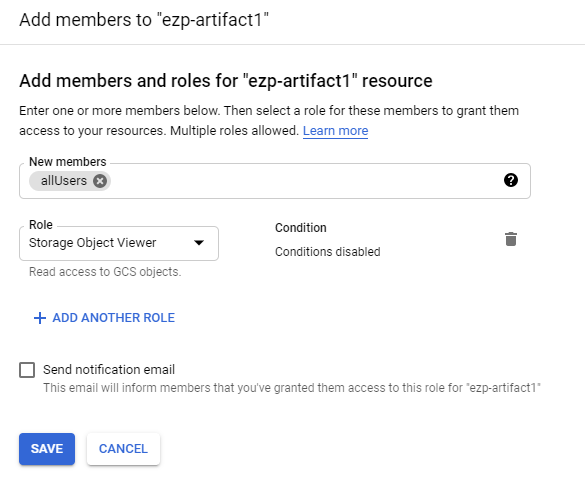 Add members to "ezp-artifact1"
Add members and roles for "ezp-artifact1" resource
Enter one or more members below. Then select a role for these members to grant them
access to your resources. Multiple roles allowed. Learn more
New members
allUsers
Role
Storage Object Viewer
Condition
Conditions disabled
Read access to GCS objects.
ADD ANOTHER ROLE
Send notification email
This email will inform members that you've granted them access to this role for "ezp-artifact1"
SAVE
CANCEL